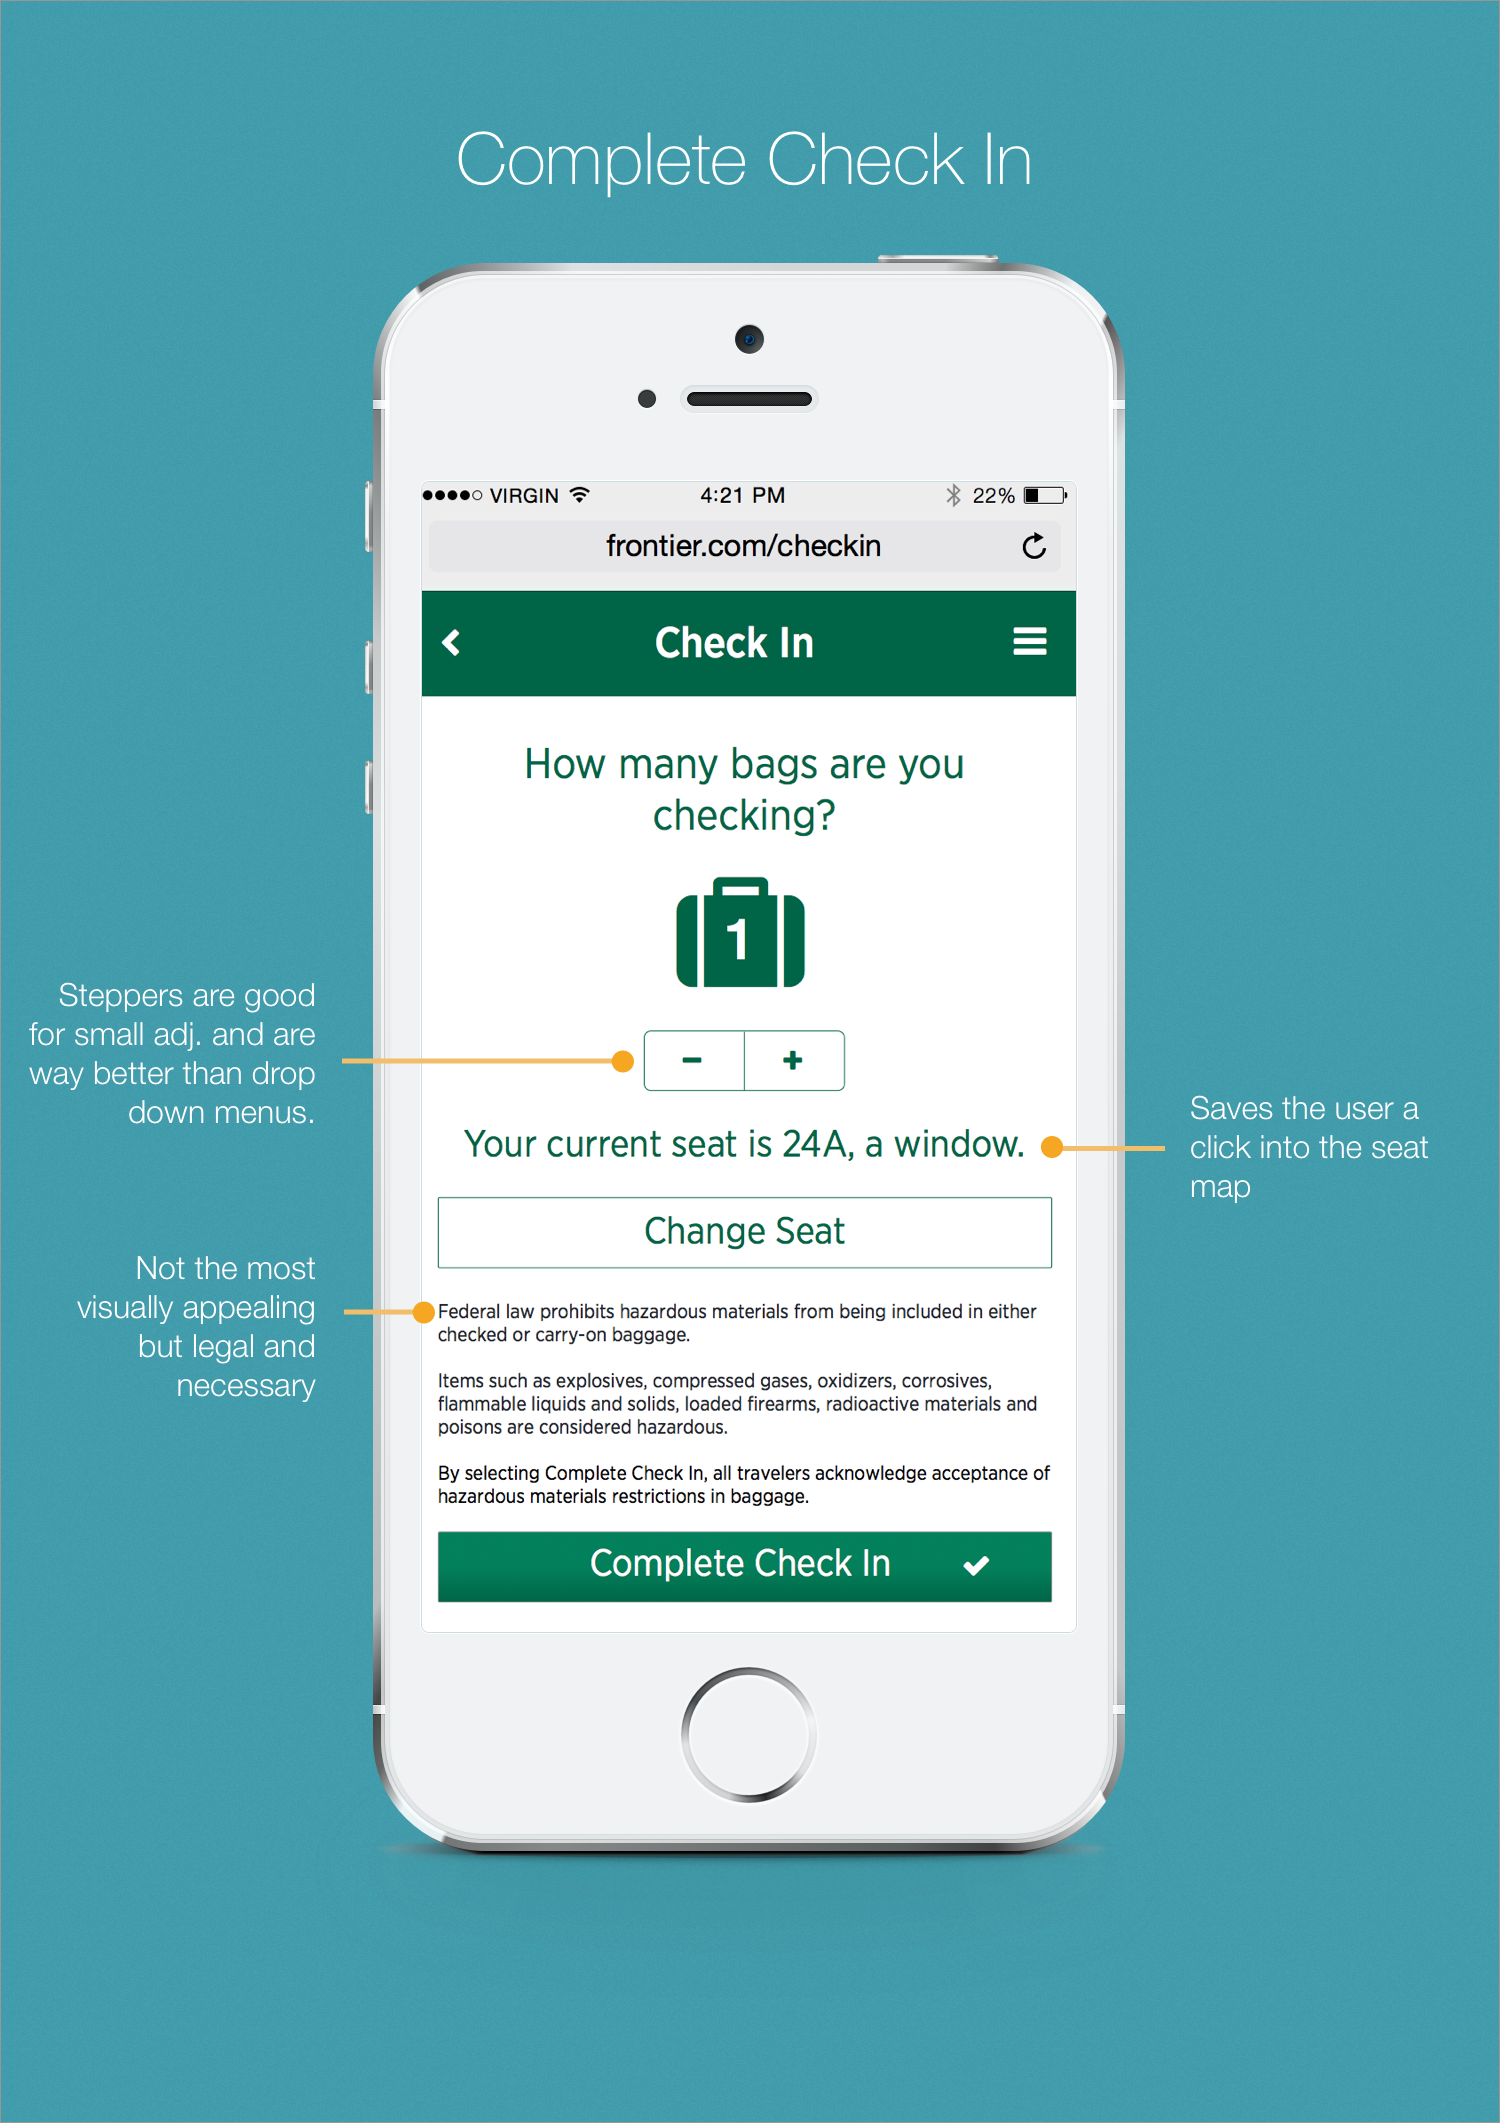 Complete Check In
VIRGIN
4:21 PM
22%
frontier.com/checkin
Check In
How many bags are you
checking?
1
Steppers are good
for small adj. and are
way better than drop
down menus.
− +
Your current seat is 24A, a window.
Saves the user a
click into the seat
map
Change Seat
Not the most
visually appealing
but legal and
necessary
Federal law prohibits hazardous materials from being included in either
checked or carry-on baggage.
Items such as explosives, compressed gases, oxidizers, corrosives,
flammable liquids and solids, loaded firearms, radioactive materials and
poisons are considered hazardous.
By selecting Complete Check In, all travelers acknowledge acceptance of
hazardous materials restrictions in baggage.
Complete Check In